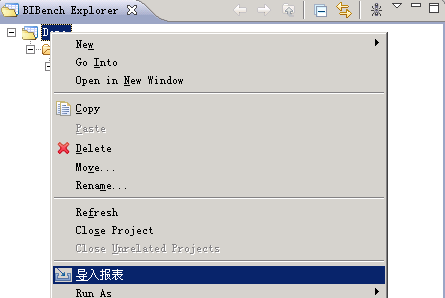 BIBench Explorer
New
Go Into
Open in New Window
Copy
Paste
Delete
Move...
Rename...
Refresh
Close Project
Close Unrelated Projects
导入报表
Run As